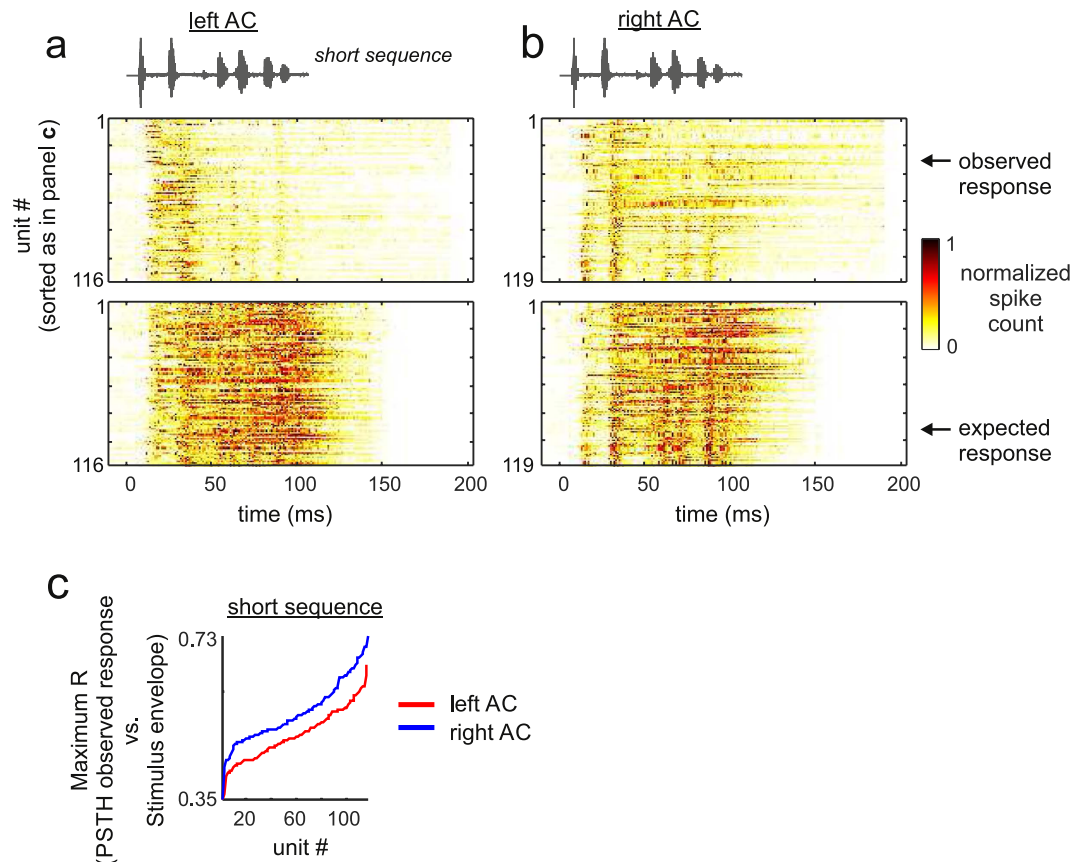 a
left AC
short sequence
b
right AC
1
116
unit #
(sorted as in panel c)
1
116
0
50
100
150
200
time (ms)
1
119
1
119
0
50
100
150
200
time (ms)
observed
response
1
0
normalized
spike
count
expected
response
c
short sequence
Maximum R
(PSTH observed response
vs.
Stimulus envelope)
0.73
0.35
20
60
100
unit #
left AC
right AC